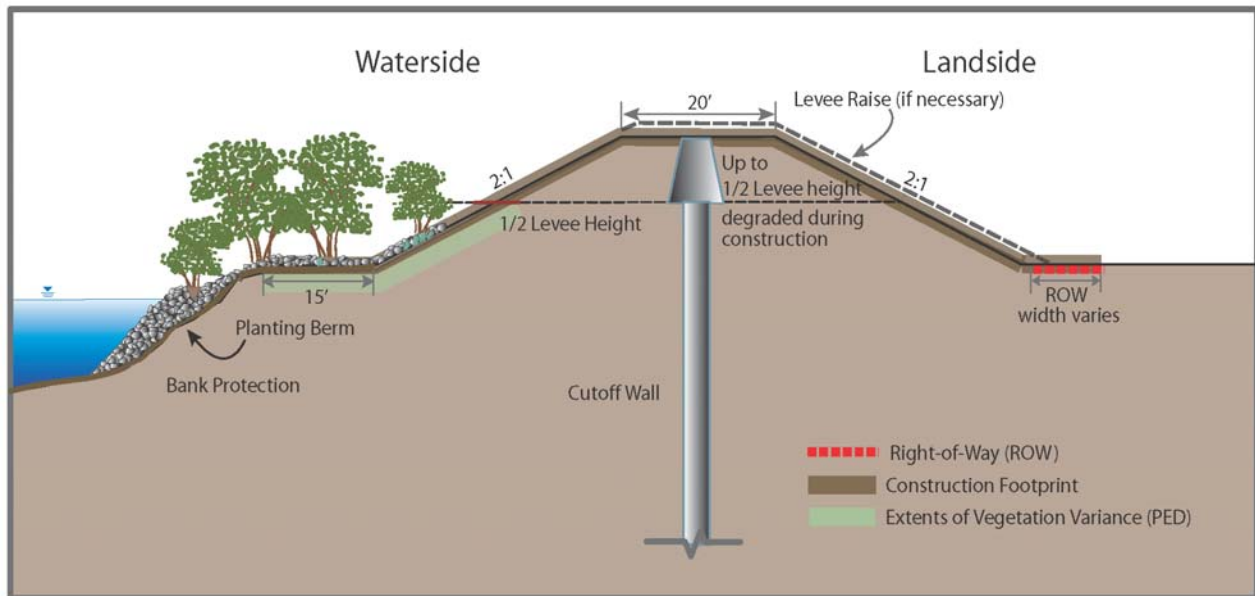 Waterside
Landside
20'
Levee Raise (if necessary)
2:1
Up to
1/2 Levee height
degraded during
construction
2:1
1/2 Levee Height
15'
Planting Berm
Bank Protection
ROW
width varies
Cutoff Wall
Right-of-Way (ROW)
Construction Footprint
Extents of Vegetation Variance (PED)